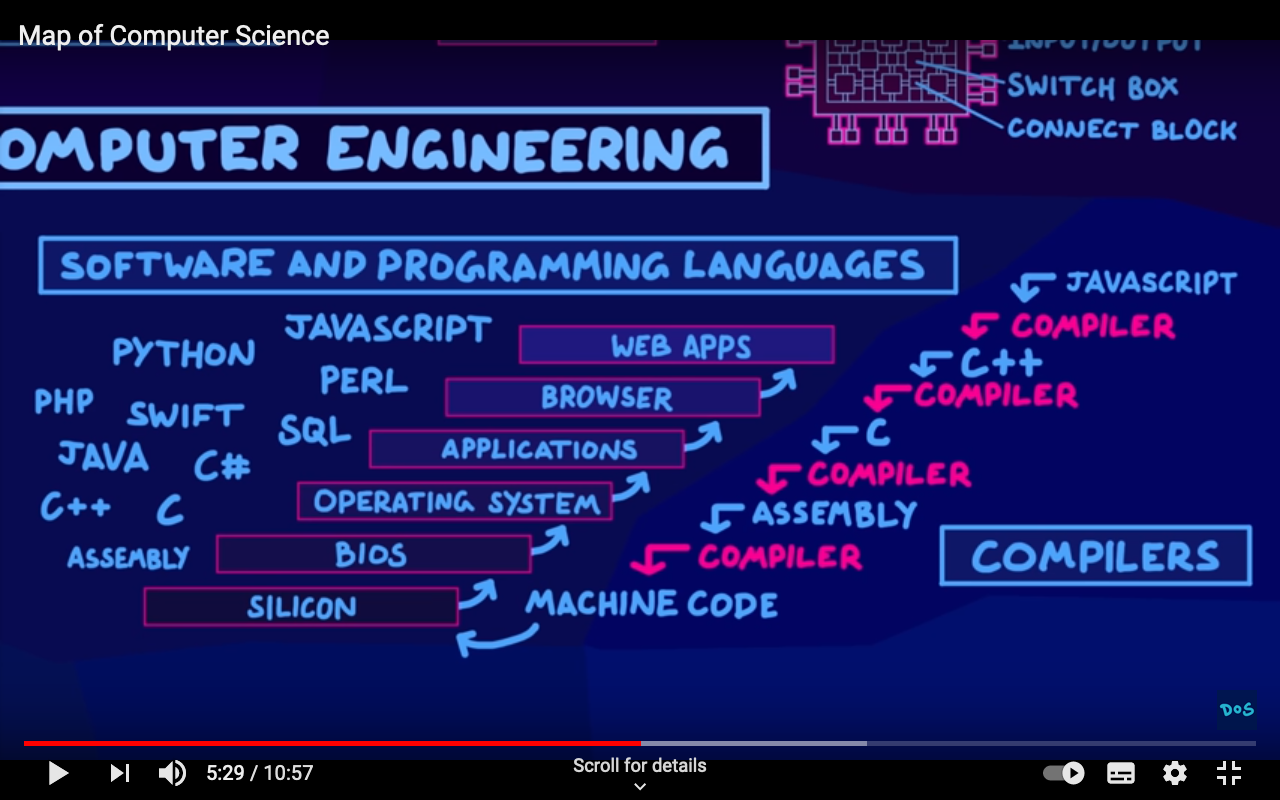 Map of Computer Science
INPUT/OUTPUT
SWITCH BOX
CONNECT BLOCK
OMPUTER ENGINEERING
SOFTWARE AND PROGRAMMING LANGUAGES
PYTHON
JAVASCRIPT
PHP
SWIFT
PERL
JAVA
C#
SQL
C++
C
ASSEMBLY
WEB APPS
BROWSER
APPLICATIONS
OPERATING SYSTEM
BIOS
SILICON
JAVASCRIPT
COMPILER
C++
COMPILER
C
COMPILER
ASSEMBLY
COMPILER
MACHINE CODE
COMPILERS
DOS
5:29 / 10:57
Scroll for details